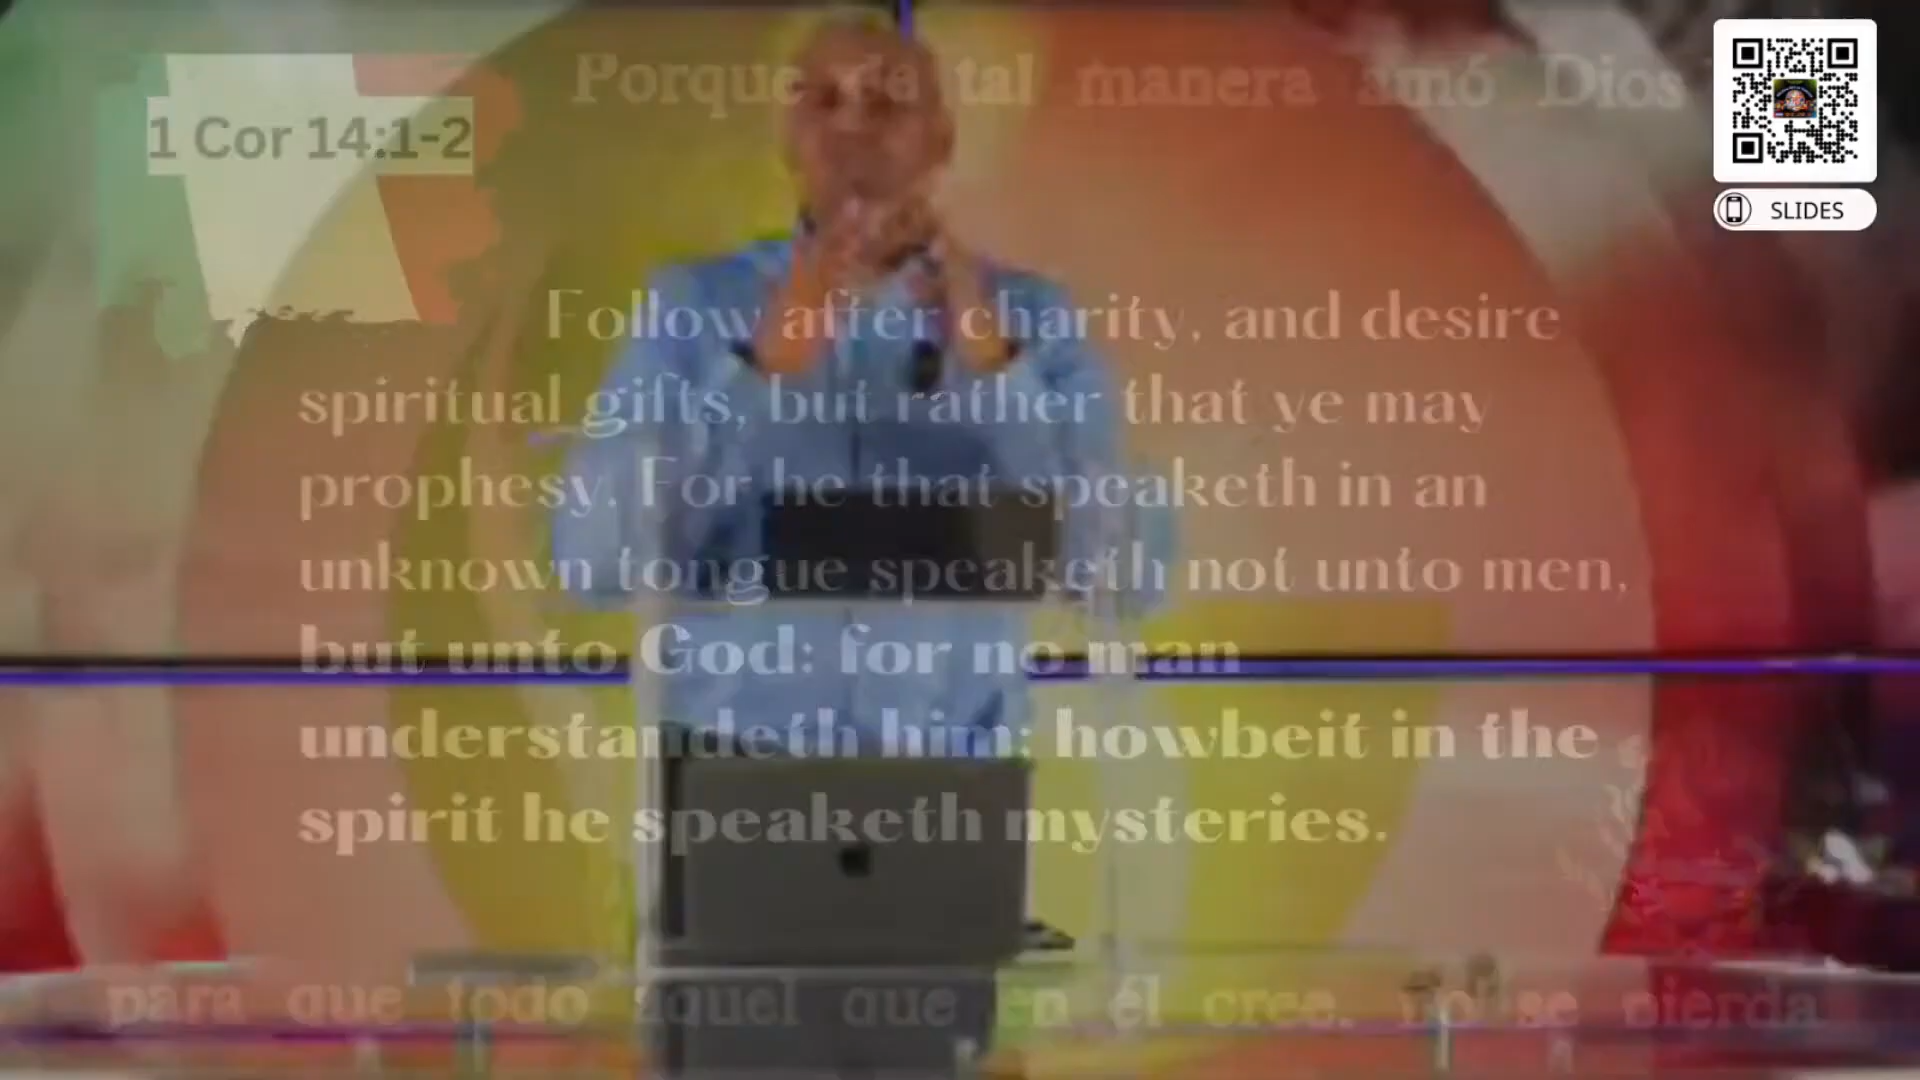 Porque de tal manera amó Dios
1 Cor 14:1-2
SLIDES
Follow after charity, and desire
spiritual gifts, but rather that ye may
prophesy. For he that speaketh in an
unknown tongue speaketh not unto men,
but unto God: for no man
understandeth him; howbeit in the
spirit he speaketh mysteries.
para que todo aquel que en él cree, no se pierda